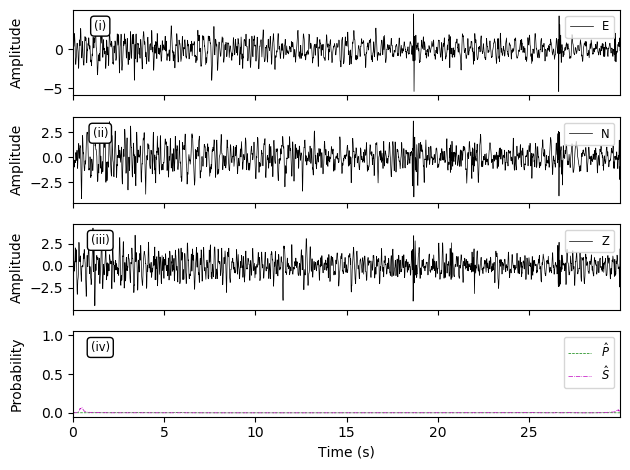 (i)
E
Amplitude
0
−5
(ii)
N
Amplitude
2.5
0.0
−2.5
(iii)
Z
Amplitude
2.5
0.0
−2.5
(iv)
P̂
Ŝ
Probability
1.0
0.5
0.0
0 5 10 15 20 25
Time (s)